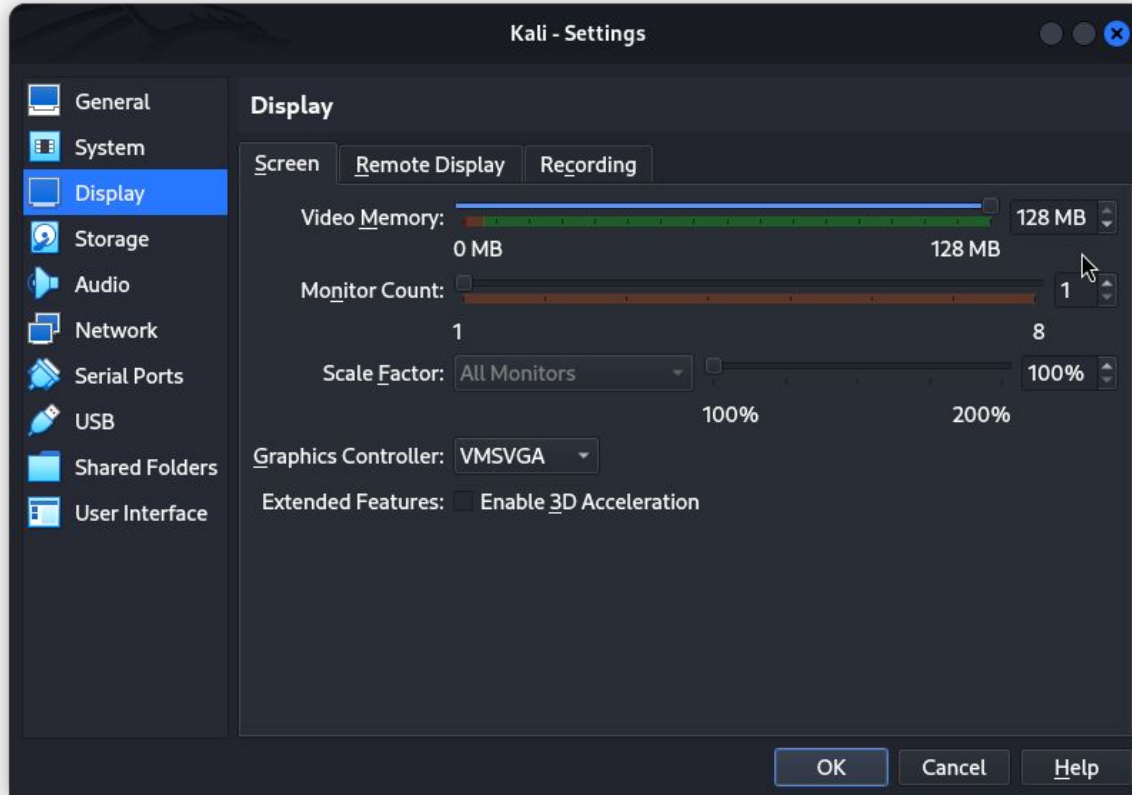 Kali - Settings
General
System
Display
Storage
Audio
Network
Serial Ports
USB
Shared Folders
User Interface
Display
Screen
Remote Display
Recording
Video Memory:
128 MB
0 MB
128 MB
Monitor Count:
1
1
8
Scale Factor:
All Monitors
100%
100%
200%
Graphics Controller:
VMSVGA
Extended Features:
Enable 3D Acceleration
OK
Cancel
Help